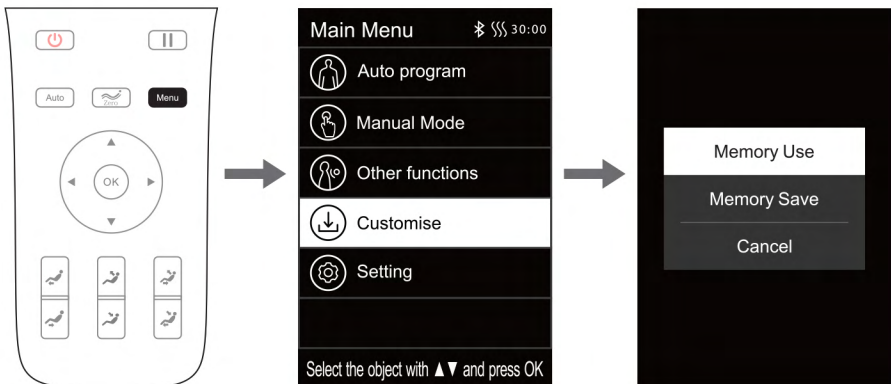 Auto
Zero
Menu
OK
Main Menu 30:00
Auto program
Manual Mode
Other functions
Customise
Setting
Select the object with ▲▼ and press OK
Memory Use
Memory Save
Cancel